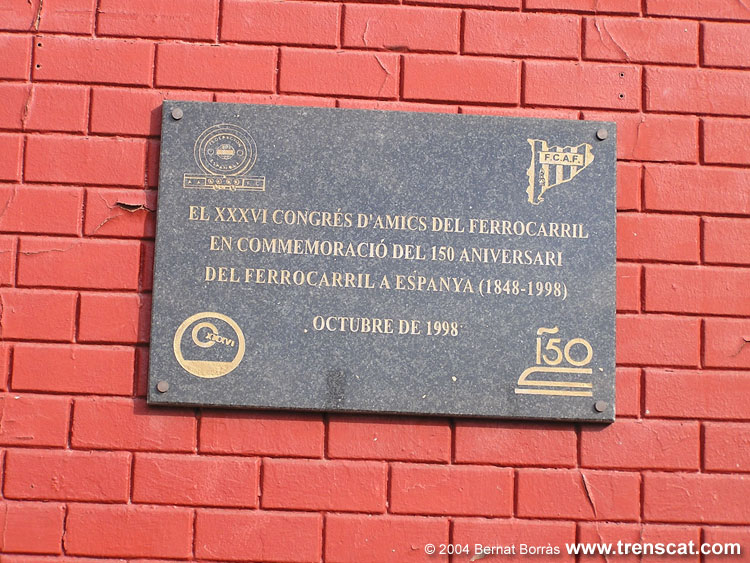 F.C.A.F.
EL XXXVI CONGRÉS D'AMICS DEL FERROCARRIL
EN COMMEMORACIÓ DEL 150 ANIVERSARI
DEL FERROCARRIL A ESPANYA (1848-1998)
OCTUBRE DE 1998
XXXVI
150
© 2004 Bernat Borràs www.trenscat.com